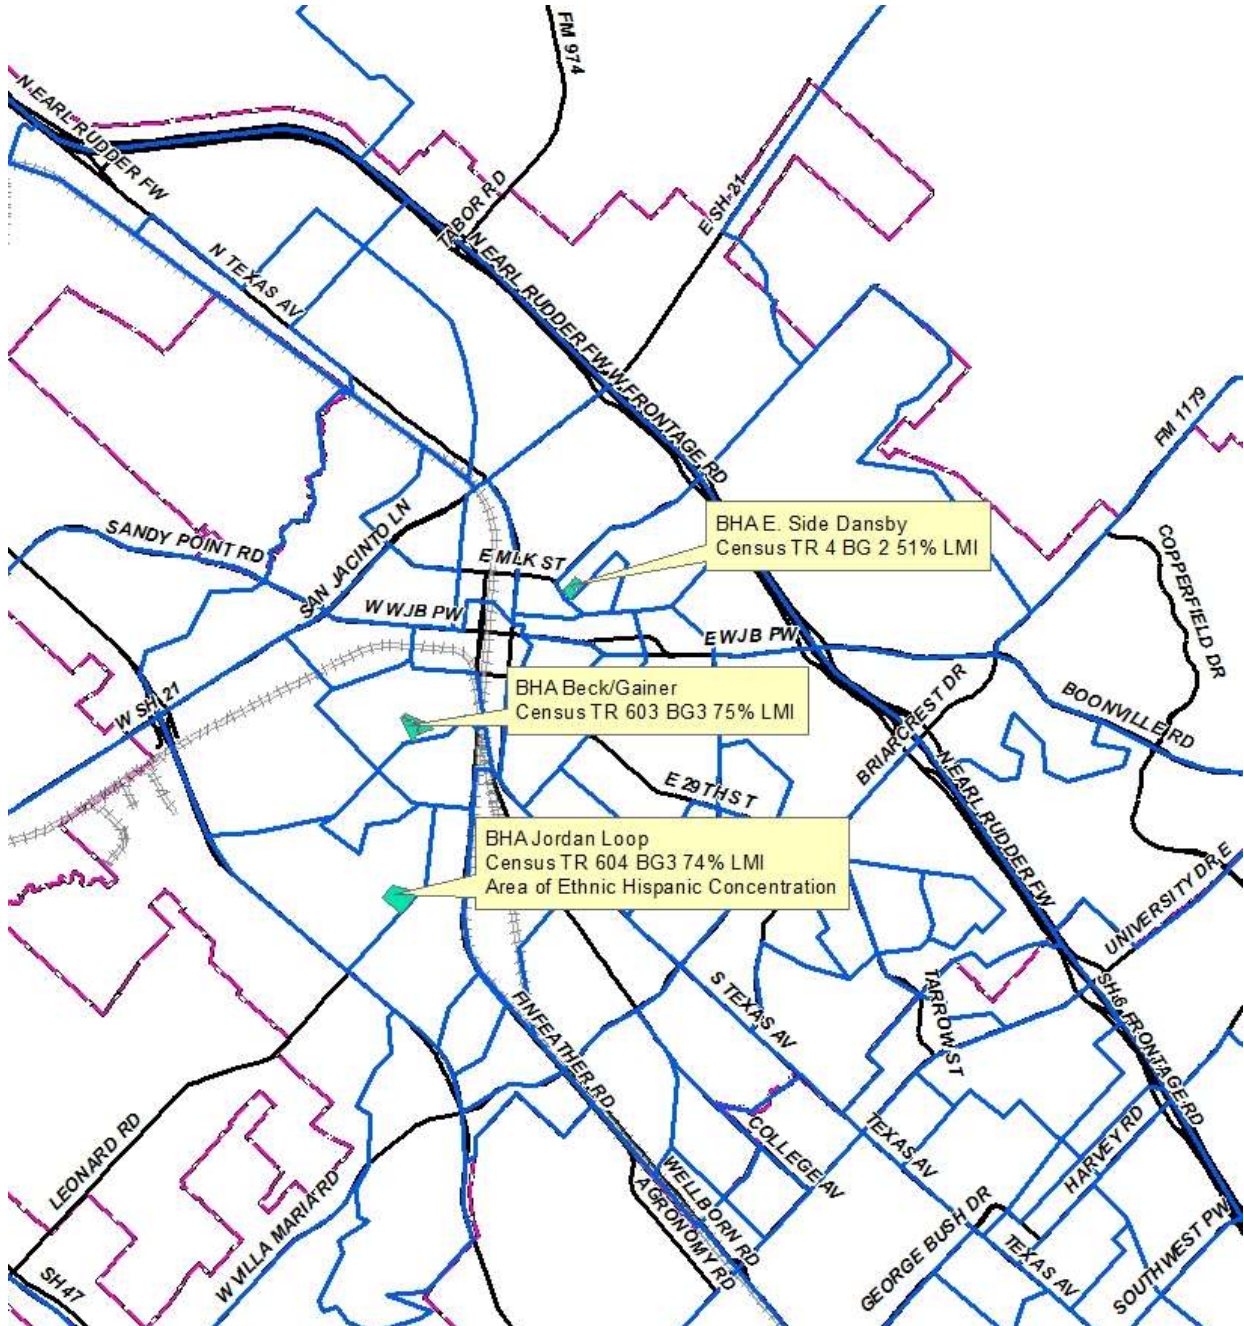 FM 974
N EARL RUDDER FW
TABOR RD
E SH 21
N TEXAS AV
N EARL RUDDER FW W FRONTAGE RD
FM 1179
SANDY POINT RD
SAN JACINTO LN
E MLK ST
BHA E. Side Dansby
Census TR 4 BG 2 51% LMI
COPPERFIELD DR
W WJB PW
E WJB PW
BHA Beck/Gainer
Census TR 603 BG3 75% LMI
W SH 21
BRIARCREST DR
BOONVILLE RD
E 29TH ST
N EARL RUDDER FW
BHA Jordan Loop
Census TR 604 BG3 74% LMI
Area of Ethnic Hispanic Concentration
UNIVERSITY DR E
S TEXAS AV
TARROW ST
SH 6 FRONTAGE RD
FINFEATHER RD
LEONARD RD
COLLEGE AV
TEXAS AV
HARVEY RD
W VILLA MARIA RD
WELLBORN RD
AGRONOMY RD
GEORGE BUSH DR
TEXAS AV
SOUTHWEST PW
SH 47